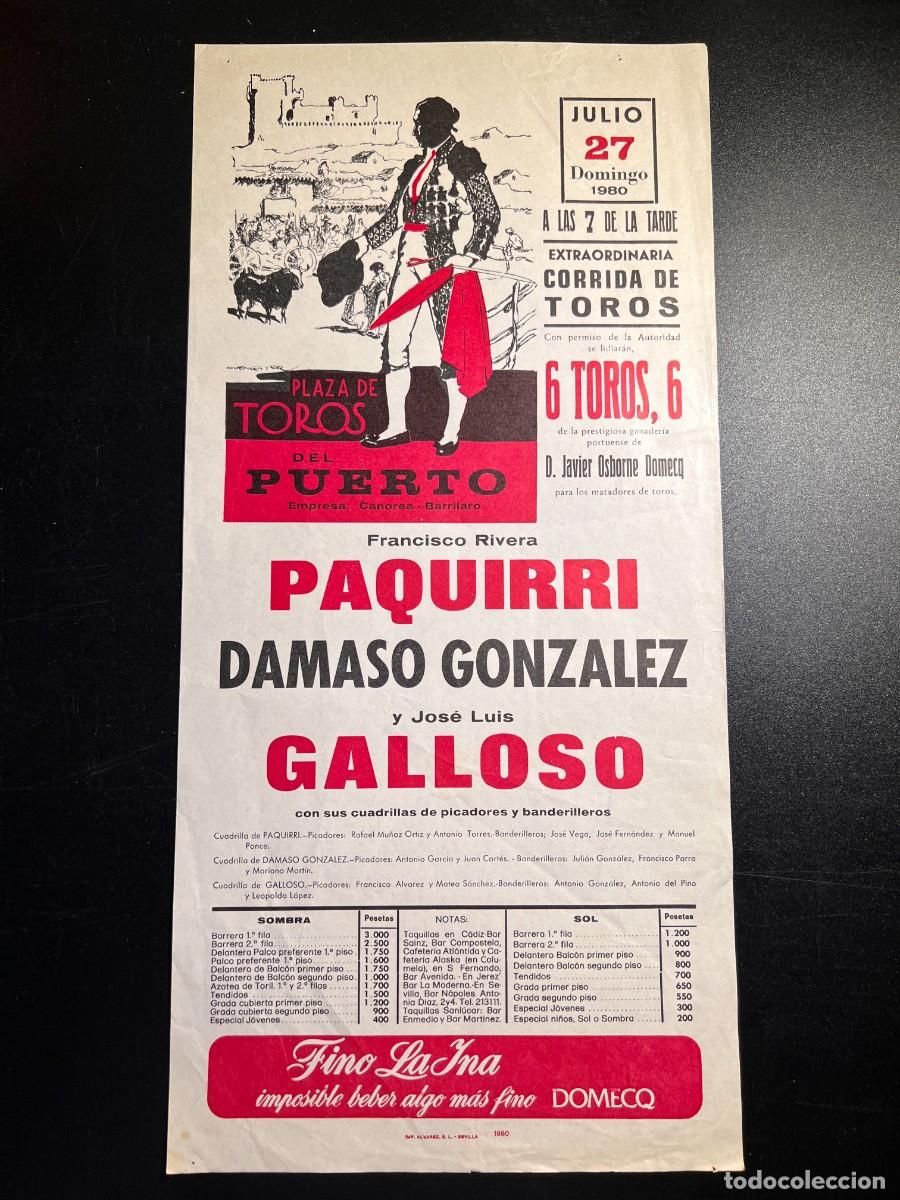 JULIO
27
Domingo
1980
A LAS 7 DE LA TARDE
EXTRAORDINARIA
CORRIDA DE
TOROS
Con permiso de la Autoridad
se lidiarán,
6 TOROS, 6
de la prestigiosa ganadería
portuense de
D. Javier Osborne Domecq
para los matadores de toros,
PLAZA DE
TOROS
DEL
PUERTO
Empresa: Canorea - Barrilaro
Francisco Rivera
PAQUIRRI
DAMASO GONZALEZ
y José Luis
GALLOSO
con sus cuadrillas de picadores y banderilleros
Cuadrilla de PAQUIRRI.—Picadores: Rafael Muñoz Ortiz y Antonio Torres.-Banderilleros; José Vega, José Fernández y Manuel
Ponce.
Cuadrilla de DAMASO GONZALEZ.—Picadores: Antonio García y Juan Cortés. - Banderilleros: Julián González, Francisco Parra
y Mariano Martín.
Cuadrilla de GALLOSO.—Picadores: Francisco Alvarez y Mateo Sánchez.-Banderilleros: Antonio González, Antonio del Pino
y Leopoldo López.
SOMBRA Pesetas
Barrera 1.ª fila 3.000
Barrera 2.ª fila 2.500
Delantera Palco preferente 1.º piso 1.750
Palco preferente 1.º piso 1.600
Delantero de Balcón primer piso 1.750
Delantero de Balcón segundo piso 1.000
Azotea de Toril, 1.ª y 2.ª filas 1.700
Tendidos 1.500
Grada cubierta primer piso 1.200
Grada cubierta segundo piso 900
Especial Jóvenes 400
NOTAS:
Taquillas en Cádiz-Bar
Sainz, Bar Compostela,
Cafetería Atlántida y Ca-
fetería Alaska (en Colu-
mela), en S. Fernando,
Bar Avenida. - En Jerez
Bar La Moderna.-En Se-
villa, Bar Nápoles Anto-
nia Díaz, 2y4. Tel. 213111.
Taquillas Sanlúcar: Bar
Enmedio y Bar Martínez.
SOL Pesetas
Barrera 1.ª fila 1.200
Barrera 2.ª fila 1.000
Delantero Balcón primer piso 900
Delantero Balcón segundo piso 800
Tendidos 700
Grada primer piso 650
Grada segundo piso 550
Especial Jóvenes 300
Especial niños, Sol o Sombra 200
Fino La Ina
imposible beber algo más fino DOMECQ
IMP. ALVAREZ, S. L. - SEVILLA 1980
todocoleccion